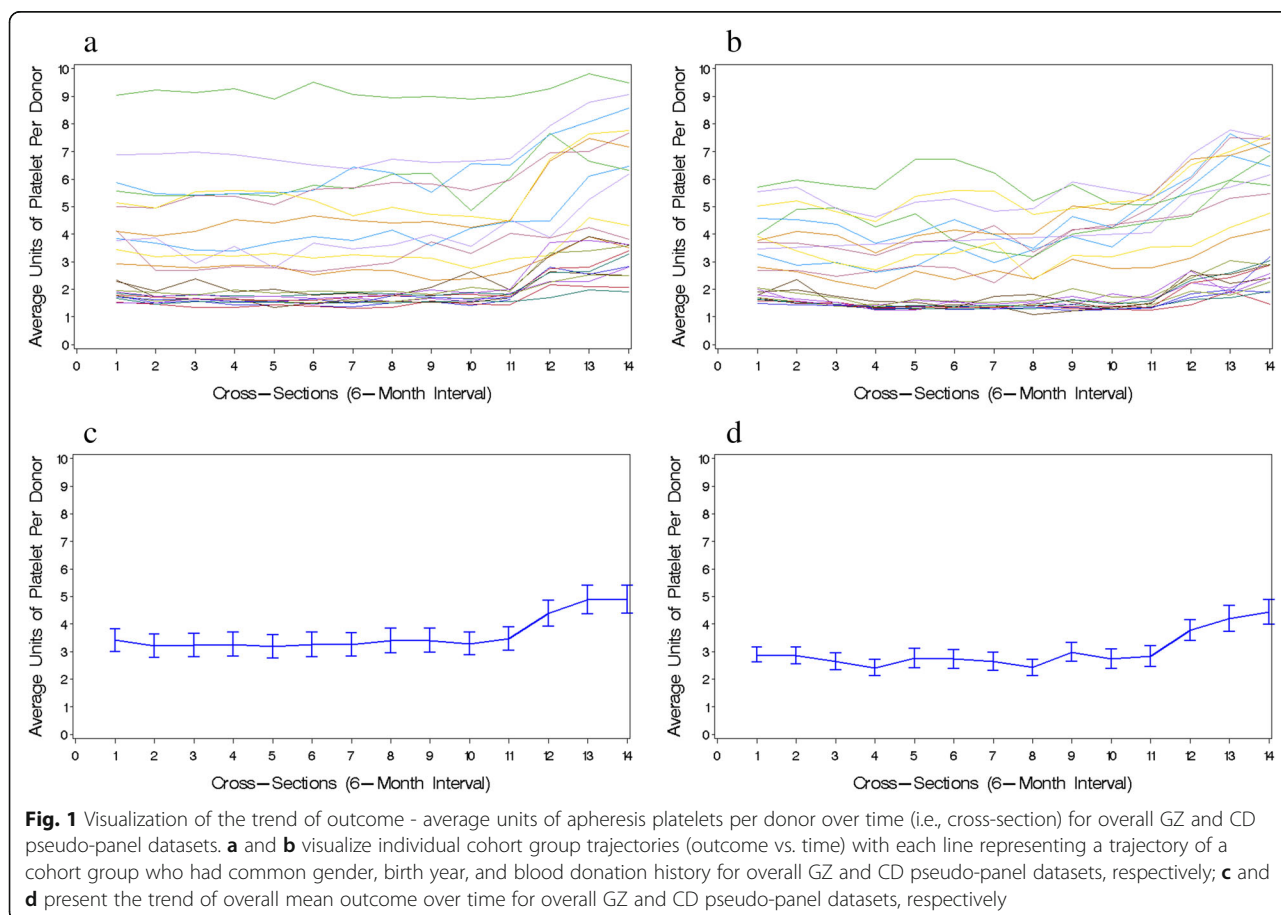 a
10
9
8
7
6
5
4
3
2
1
0
Average Units of Platelet Per Donor
0 1 2 3 4 5 6 7 8 9 10 11 12 13 14
Cross-Sections (6-Month Interval)
b
10
9
8
7
6
5
4
3
2
1
0
Average Units of Platelet Per Donor
0 1 2 3 4 5 6 7 8 9 10 11 12 13 14
Cross-Sections (6-Month Interval)
c
10
9
8
7
6
5
4
3
2
1
0
Average Units of Platelet Per Donor
0 1 2 3 4 5 6 7 8 9 10 11 12 13 14
Cross-Sections (6-Month Interval)
d
10
9
8
7
6
5
4
3
2
1
0
Average Units of Platelet Per Donor
0 1 2 3 4 5 6 7 8 9 10 11 12 13 14
Cross-Sections (6-Month Interval)
Fig. 1 Visualization of the trend of outcome - average units of apheresis platelets per donor over time (i.e., cross-section) for overall GZ and CD
pseudo-panel datasets. a and b visualize individual cohort group trajectories (outcome vs. time) with each line representing a trajectory of a
cohort group who had common gender, birth year, and blood donation history for overall GZ and CD pseudo-panel datasets, respectively; c and
d present the trend of overall mean outcome over time for overall GZ and CD pseudo-panel datasets, respectively